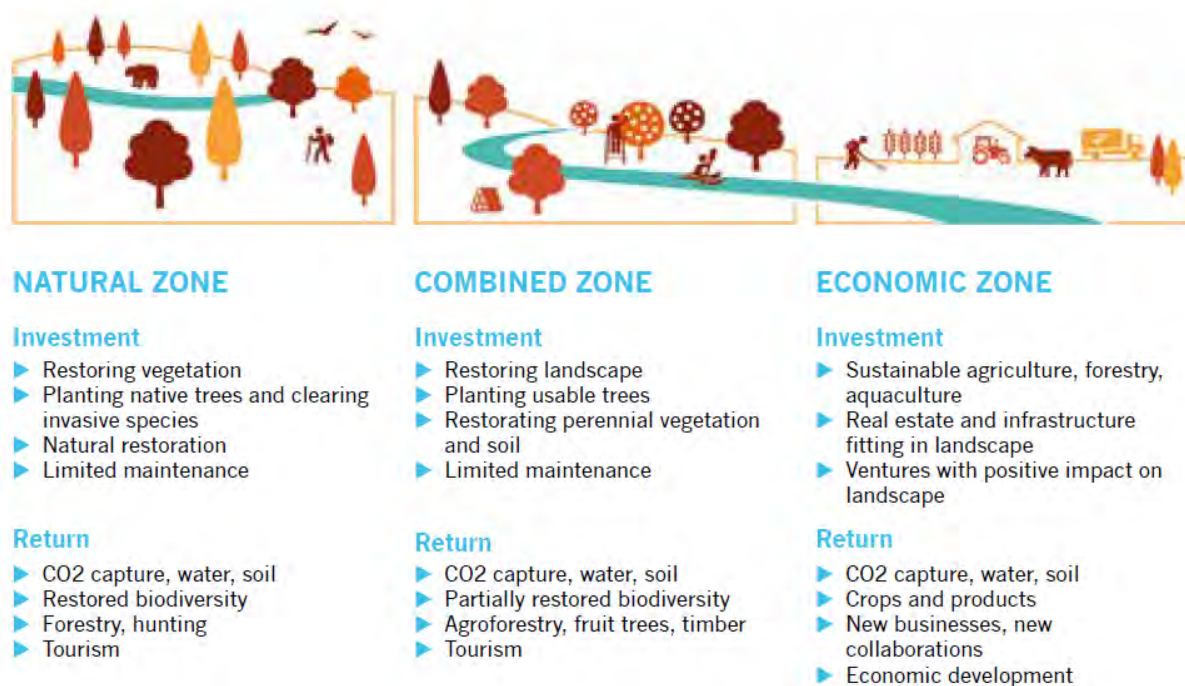 NATURAL ZONE
Investment
▶ Restoring vegetation
▶ Planting native trees and clearing
invasive species
▶ Natural restoration
▶ Limited maintenance
Return
▶ CO2 capture, water, soil
▶ Restored biodiversity
▶ Forestry, hunting
▶ Tourism
COMBINED ZONE
Investment
▶ Restoring landscape
▶ Planting usable trees
▶ Restorating perennial vegetation
and soil
▶ Limited maintenance
Return
▶ CO2 capture, water, soil
▶ Partially restored biodiversity
▶ Agroforestry, fruit trees, timber
▶ Tourism
ECONOMIC ZONE
Investment
▶ Sustainable agriculture, forestry,
aquaculture
▶ Real estate and infrastructure
fitting in landscape
▶ Ventures with positive impact on
landscape
Return
▶ CO2 capture, water, soil
▶ Crops and products
▶ New businesses, new
collaborations
▶ Economic development